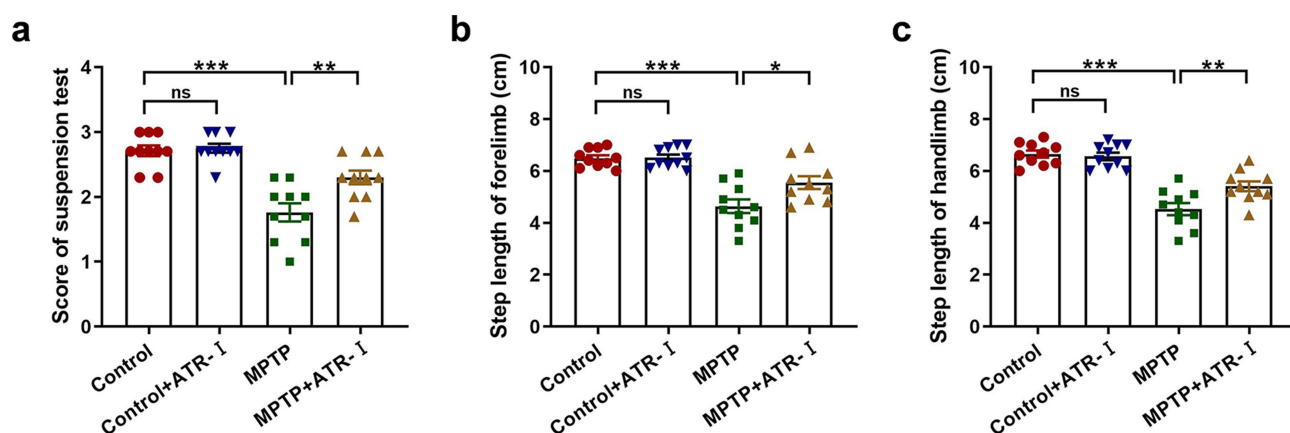 a
Score of suspension test
4
3
2
1
0
***
**
ns
Control
Control+ATR-Ⅰ
MPTP
MPTP+ATR-Ⅰ
b
Step length of forelimb (cm)
10
8
6
4
2
0
***
*
ns
Control
Control+ATR-Ⅰ
MPTP
MPTP+ATR-Ⅰ
c
Step length of handlimb (cm)
10
8
6
4
2
0
***
**
ns
Control
Control+ATR-Ⅰ
MPTP
MPTP+ATR-Ⅰ